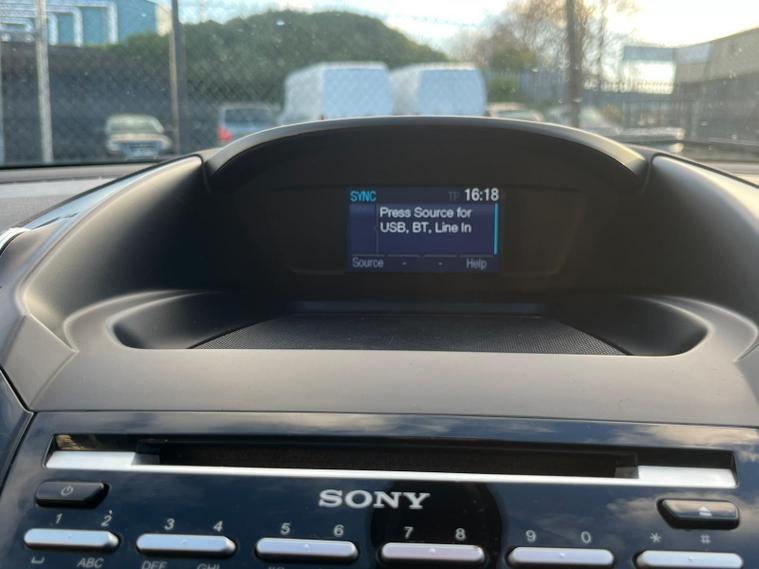 SYNC TP 16:18
Press Source for
USB, BT, Line In
Source - - Help
SONY
1 2 3 4 5 6 7 8 9 0 * #
ABC DEF GHI